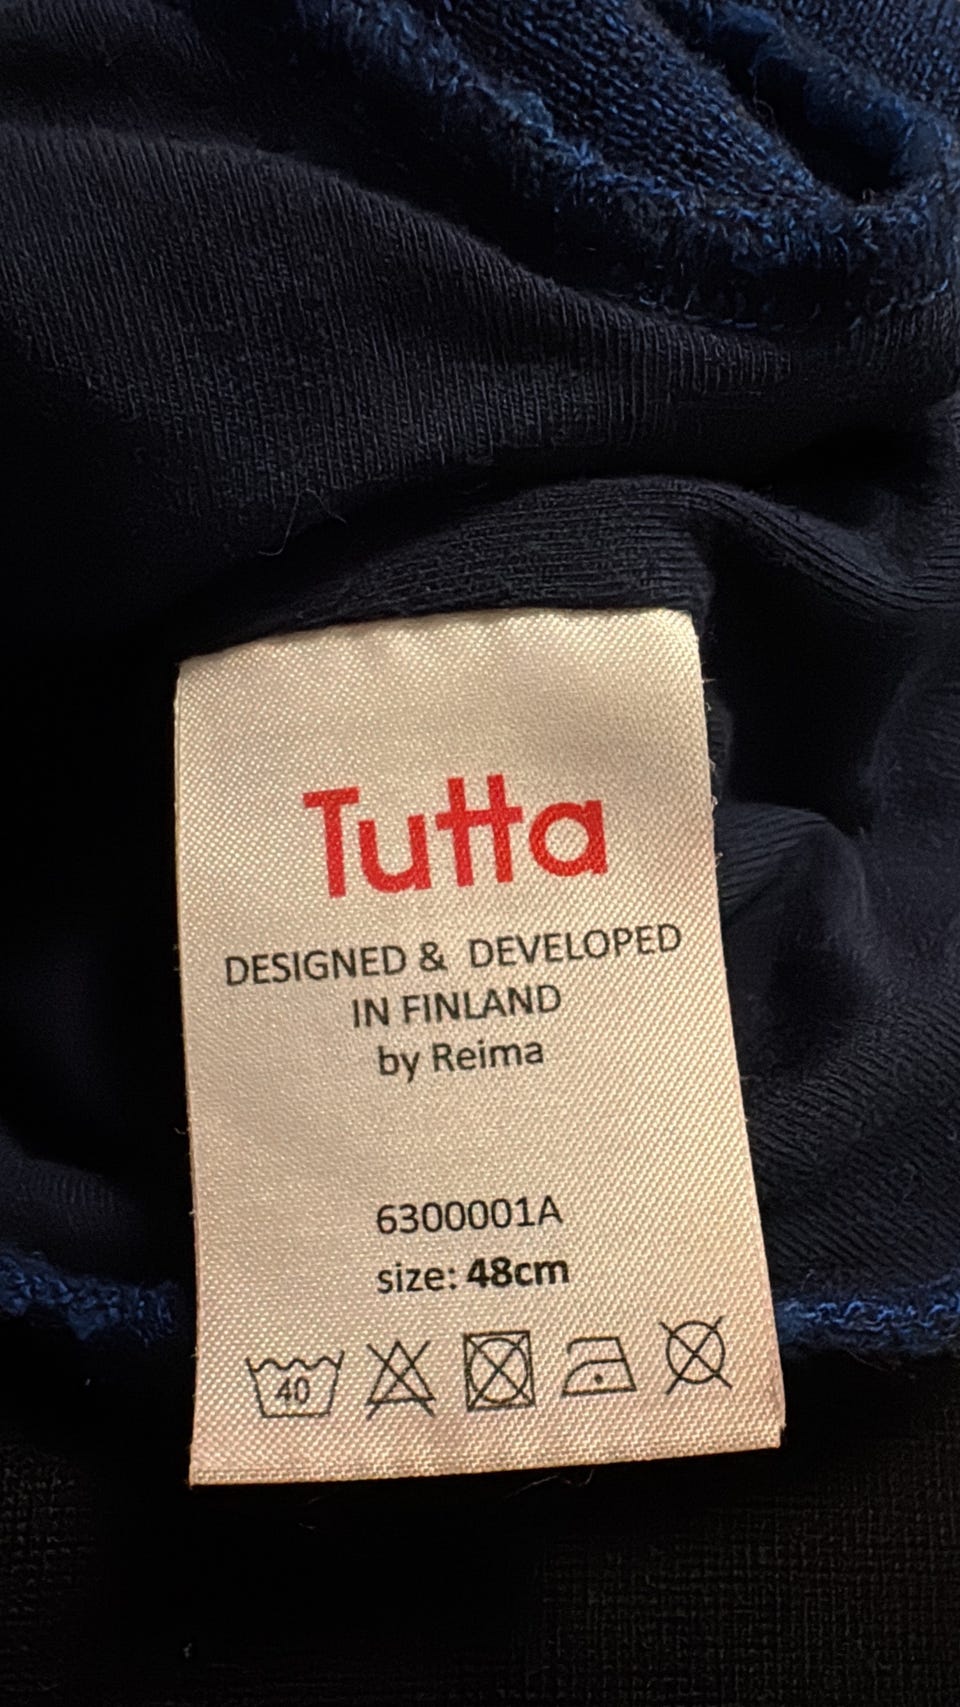 Tutta
DESIGNED & DEVELOPED
IN FINLAND
by Reima
6300001A
size: 48cm
40